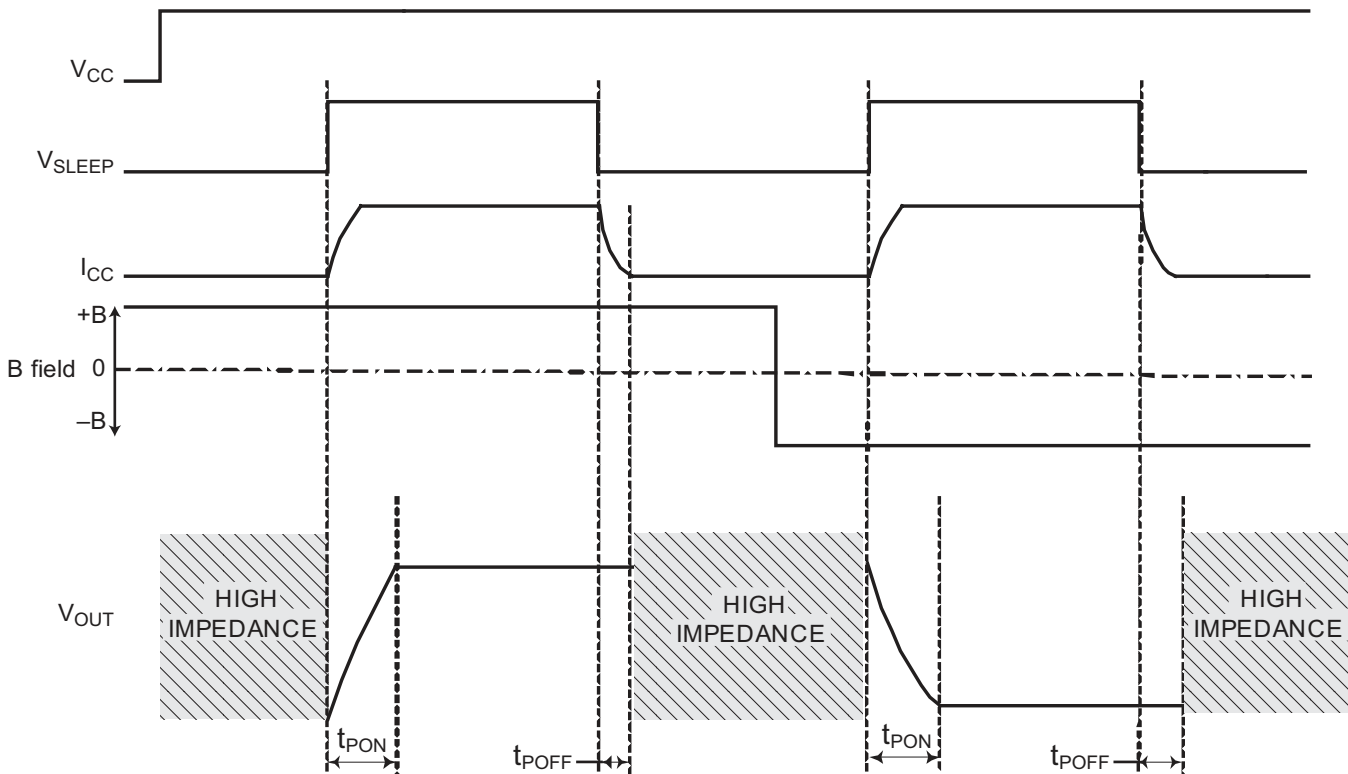 VCC
VSLEEP
ICC
+B
B field 0
–B
VOUT
HIGH
IMPEDANCE
HIGH
IMPEDANCE
HIGH
IMPEDANCE
tPON
tPOFF
tPON
tPOFF